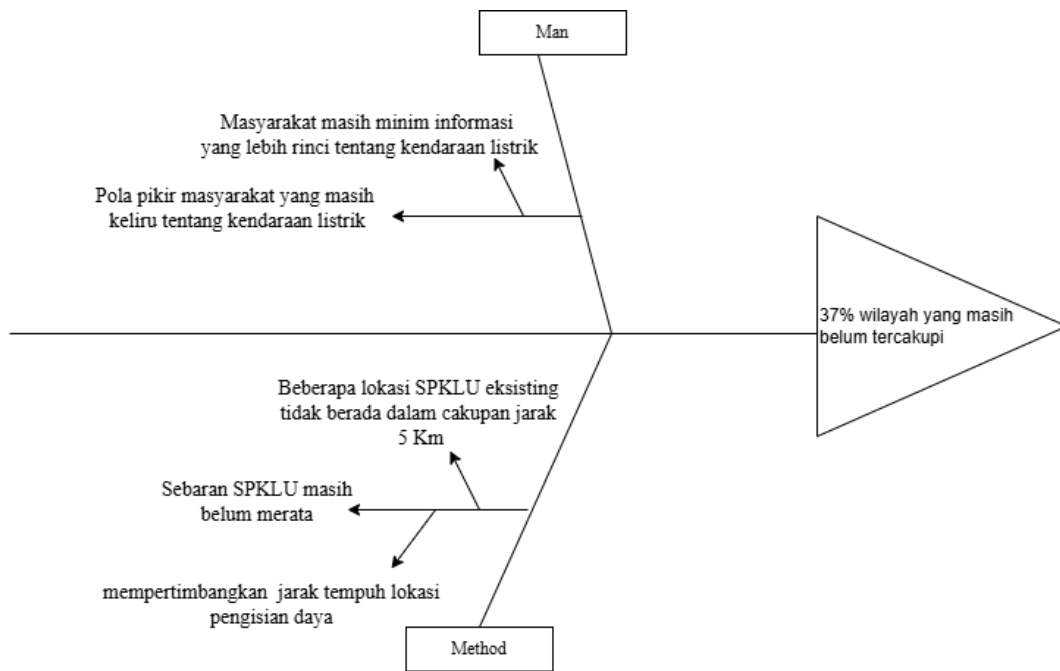 Man
Masyarakat masih minim informasi
yang lebih rinci tentang kendaraan listrik
Pola pikir masyarakat yang masih
keliru tentang kendaraan listrik
37% wilayah yang masih
belum tercakupi
Beberapa lokasi SPKLU eksisting
tidak berada dalam cakupan jarak
5 Km
Sebaran SPKLU masih
belum merata
mempertimbangkan jarak tempuh lokasi
pengisian daya
Method